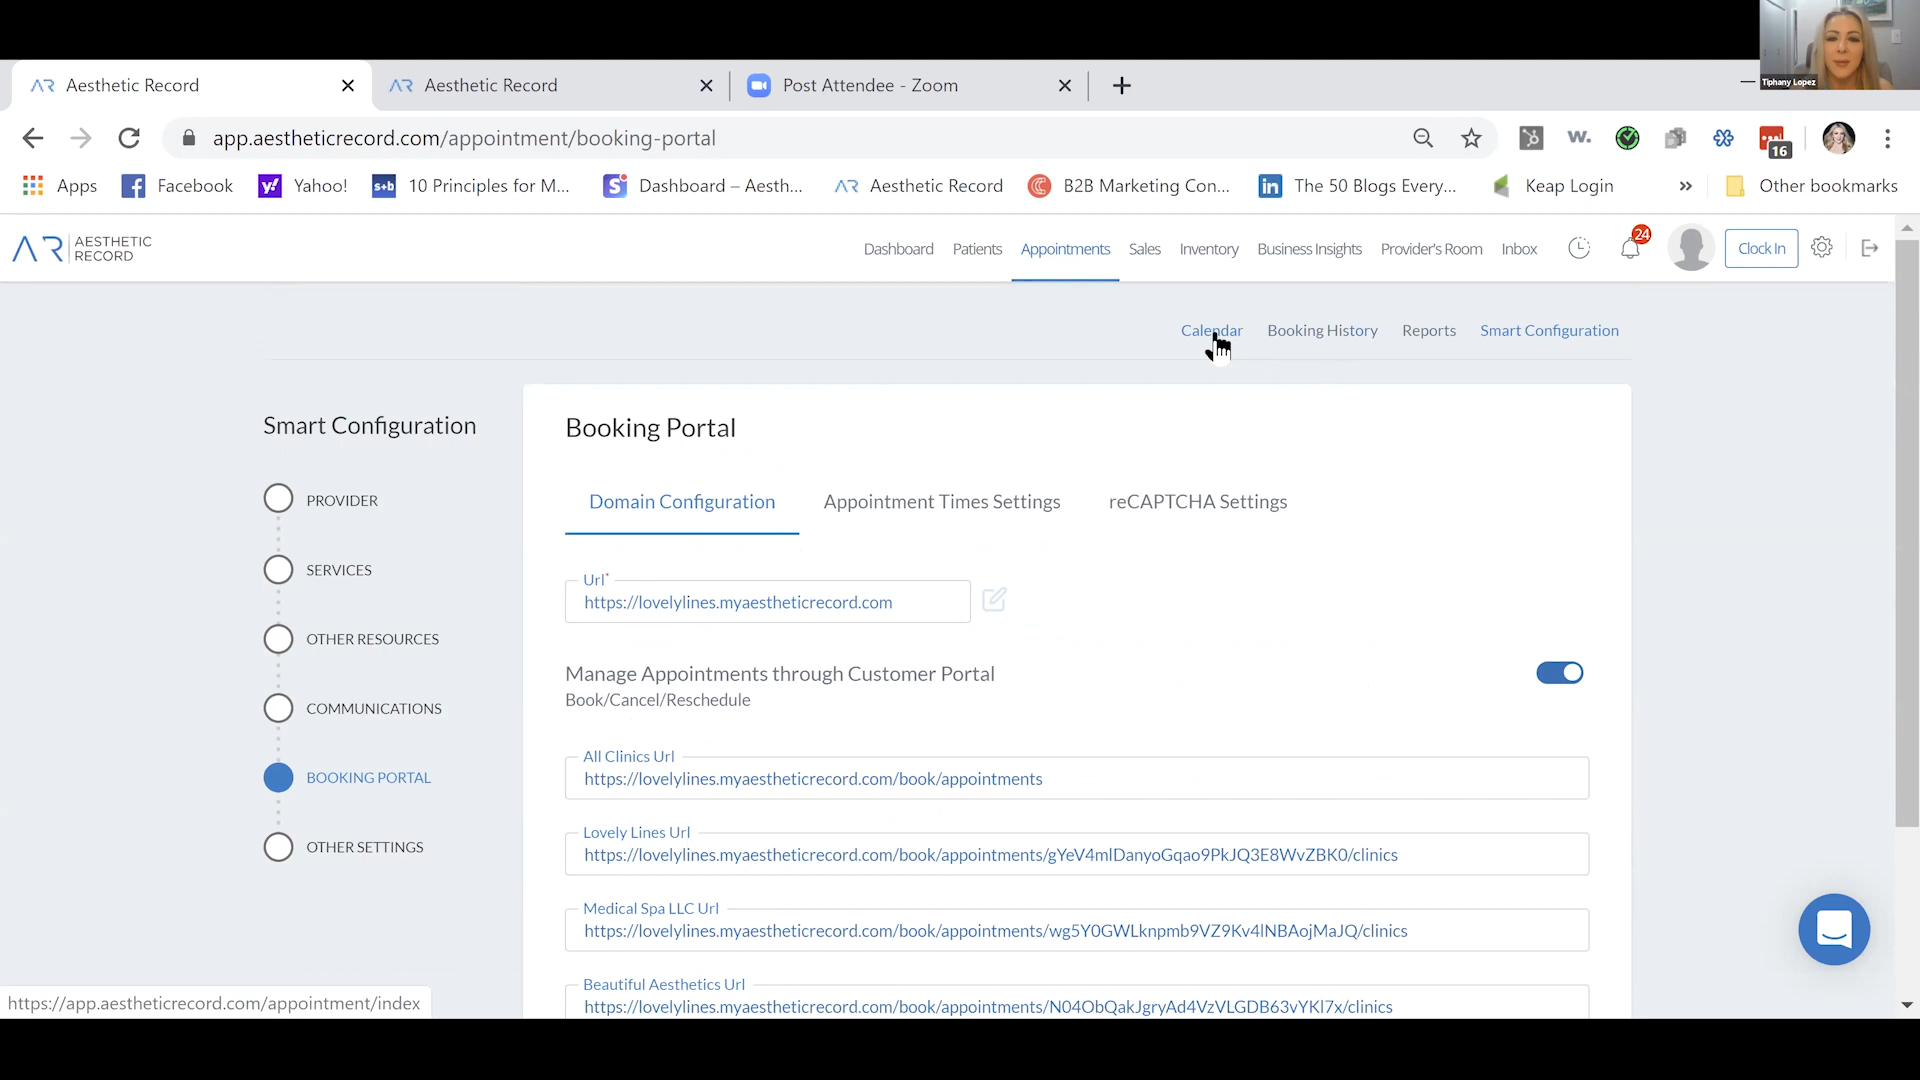 Tiphany Lopez
Aesthetic Record
Aesthetic Record
Post Attendee - Zoom
app.aestheticrecord.com/appointment/booking-portal
16
Apps
Facebook
Yahoo!
s+b
10 Principles for M...
Dashboard – Aesth...
Aesthetic Record
B2B Marketing Con...
The 50 Blogs Every...
Keap Login
»
Other bookmarks
AR AESTHETIC
RECORD
Dashboard
Patients
Appointments
Sales
Inventory
Business Insights
Provider's Room
Inbox
24
Clock In
Calendar
Booking History
Reports
Smart Configuration
Smart Configuration
PROVIDER
SERVICES
OTHER RESOURCES
COMMUNICATIONS
BOOKING PORTAL
OTHER SETTINGS
Booking Portal
Domain Configuration
Appointment Times Settings
reCAPTCHA Settings
Url*
https://lovelylines.myaestheticrecord.com
Manage Appointments through Customer Portal
Book/Cancel/Reschedule
All Clinics Url
https://lovelylines.myaestheticrecord.com/book/appointments
Lovely Lines Url
https://lovelylines.myaestheticrecord.com/book/appointments/gYeV4mlDanyoGqao9PkJQ3E8WvZBK0/clinics
Medical Spa LLC Url
https://lovelylines.myaestheticrecord.com/book/appointments/wg5Y0GWLknpmb9VZ9Kv4lNBAojMaJQ/clinics
Beautiful Aesthetics Url
https://lovelylines.myaestheticrecord.com/book/appointments/N04ObQakJgryAd4VzVLGDB63vYKl7x/clinics
https://app.aestheticrecord.com/appointment/index